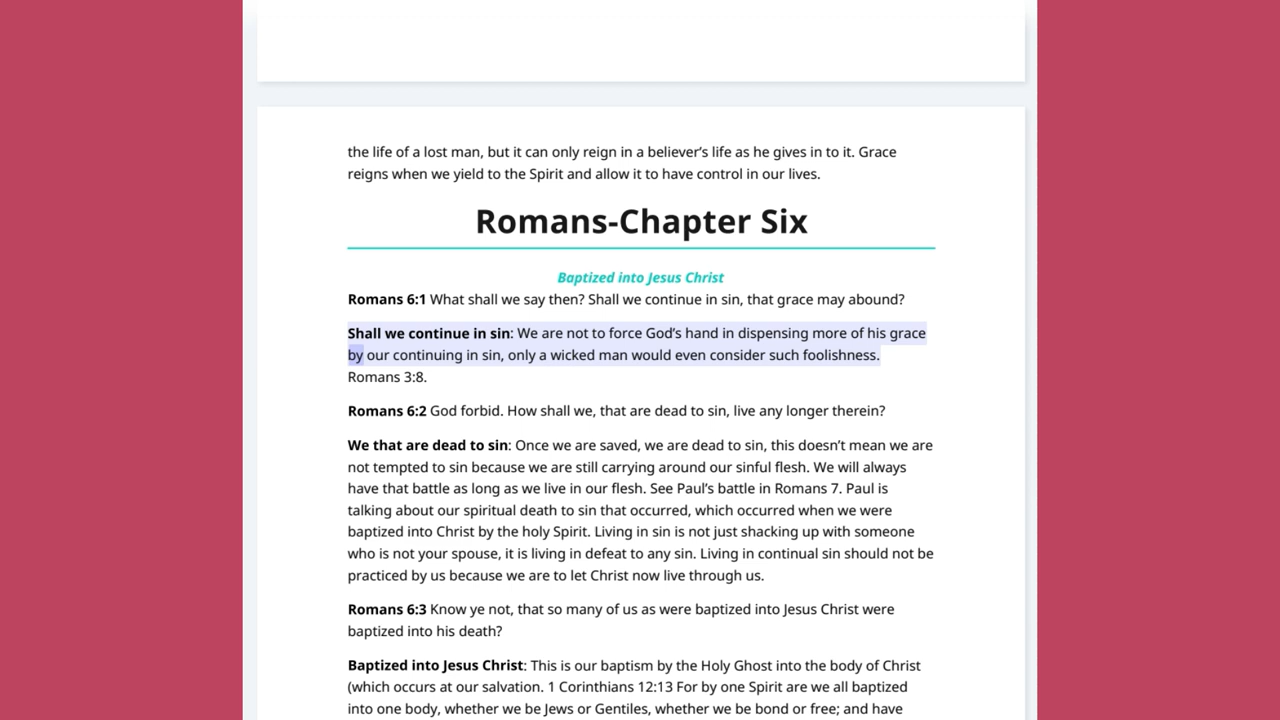 the life of a lost man, but it can only reign in a believer’s life as he gives in to it. Grace
reigns when we yield to the Spirit and allow it to have control in our lives.
Romans-Chapter Six
Baptized into Jesus Christ
Romans 6:1 What shall we say then? Shall we continue in sin, that grace may abound?
Shall we continue in sin: We are not to force God’s hand in dispensing more of his grace
by our continuing in sin, only a wicked man would even consider such foolishness.
Romans 3:8.
Romans 6:2 God forbid. How shall we, that are dead to sin, live any longer therein?
We that are dead to sin: Once we are saved, we are dead to sin, this doesn’t mean we are
not tempted to sin because we are still carrying around our sinful flesh. We will always
have that battle as long as we live in our flesh. See Paul’s battle in Romans 7. Paul is
talking about our spiritual death to sin that occurred, which occurred when we were
baptized into Christ by the holy Spirit. Living in sin is not just shacking up with someone
who is not your spouse, it is living in defeat to any sin. Living in continual sin should not be
practiced by us because we are to let Christ now live through us.
Romans 6:3 Know ye not, that so many of us as were baptized into Jesus Christ were
baptized into his death?
Baptized into Jesus Christ: This is our baptism by the Holy Ghost into the body of Christ
(which occurs at our salvation. 1 Corinthians 12:13 For by one Spirit are we all baptized
into one body, whether we be Jews or Gentiles, whether we be bond or free; and have